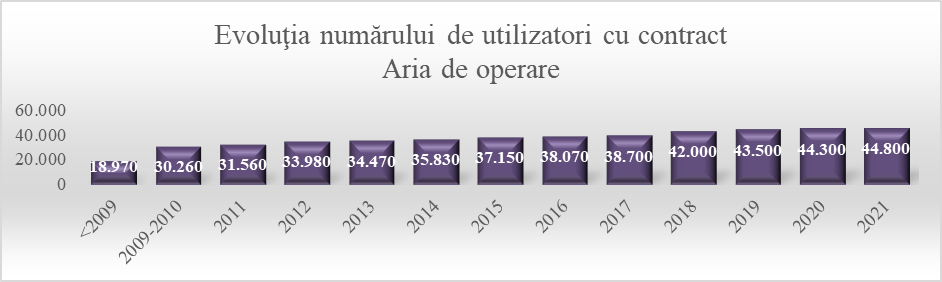 Evoluţia numărului de utilizatori cu contract
Aria de operare
60.000
40.000
20.000
0
18.970 30.260 31.560 33.980 34.470 35.830 37.150 38.070 38.700 42.000 43.500 44.300 44.800
<2009 2009-2010 2011 2012 2013 2014 2015 2016 2017 2018 2019 2020 2021